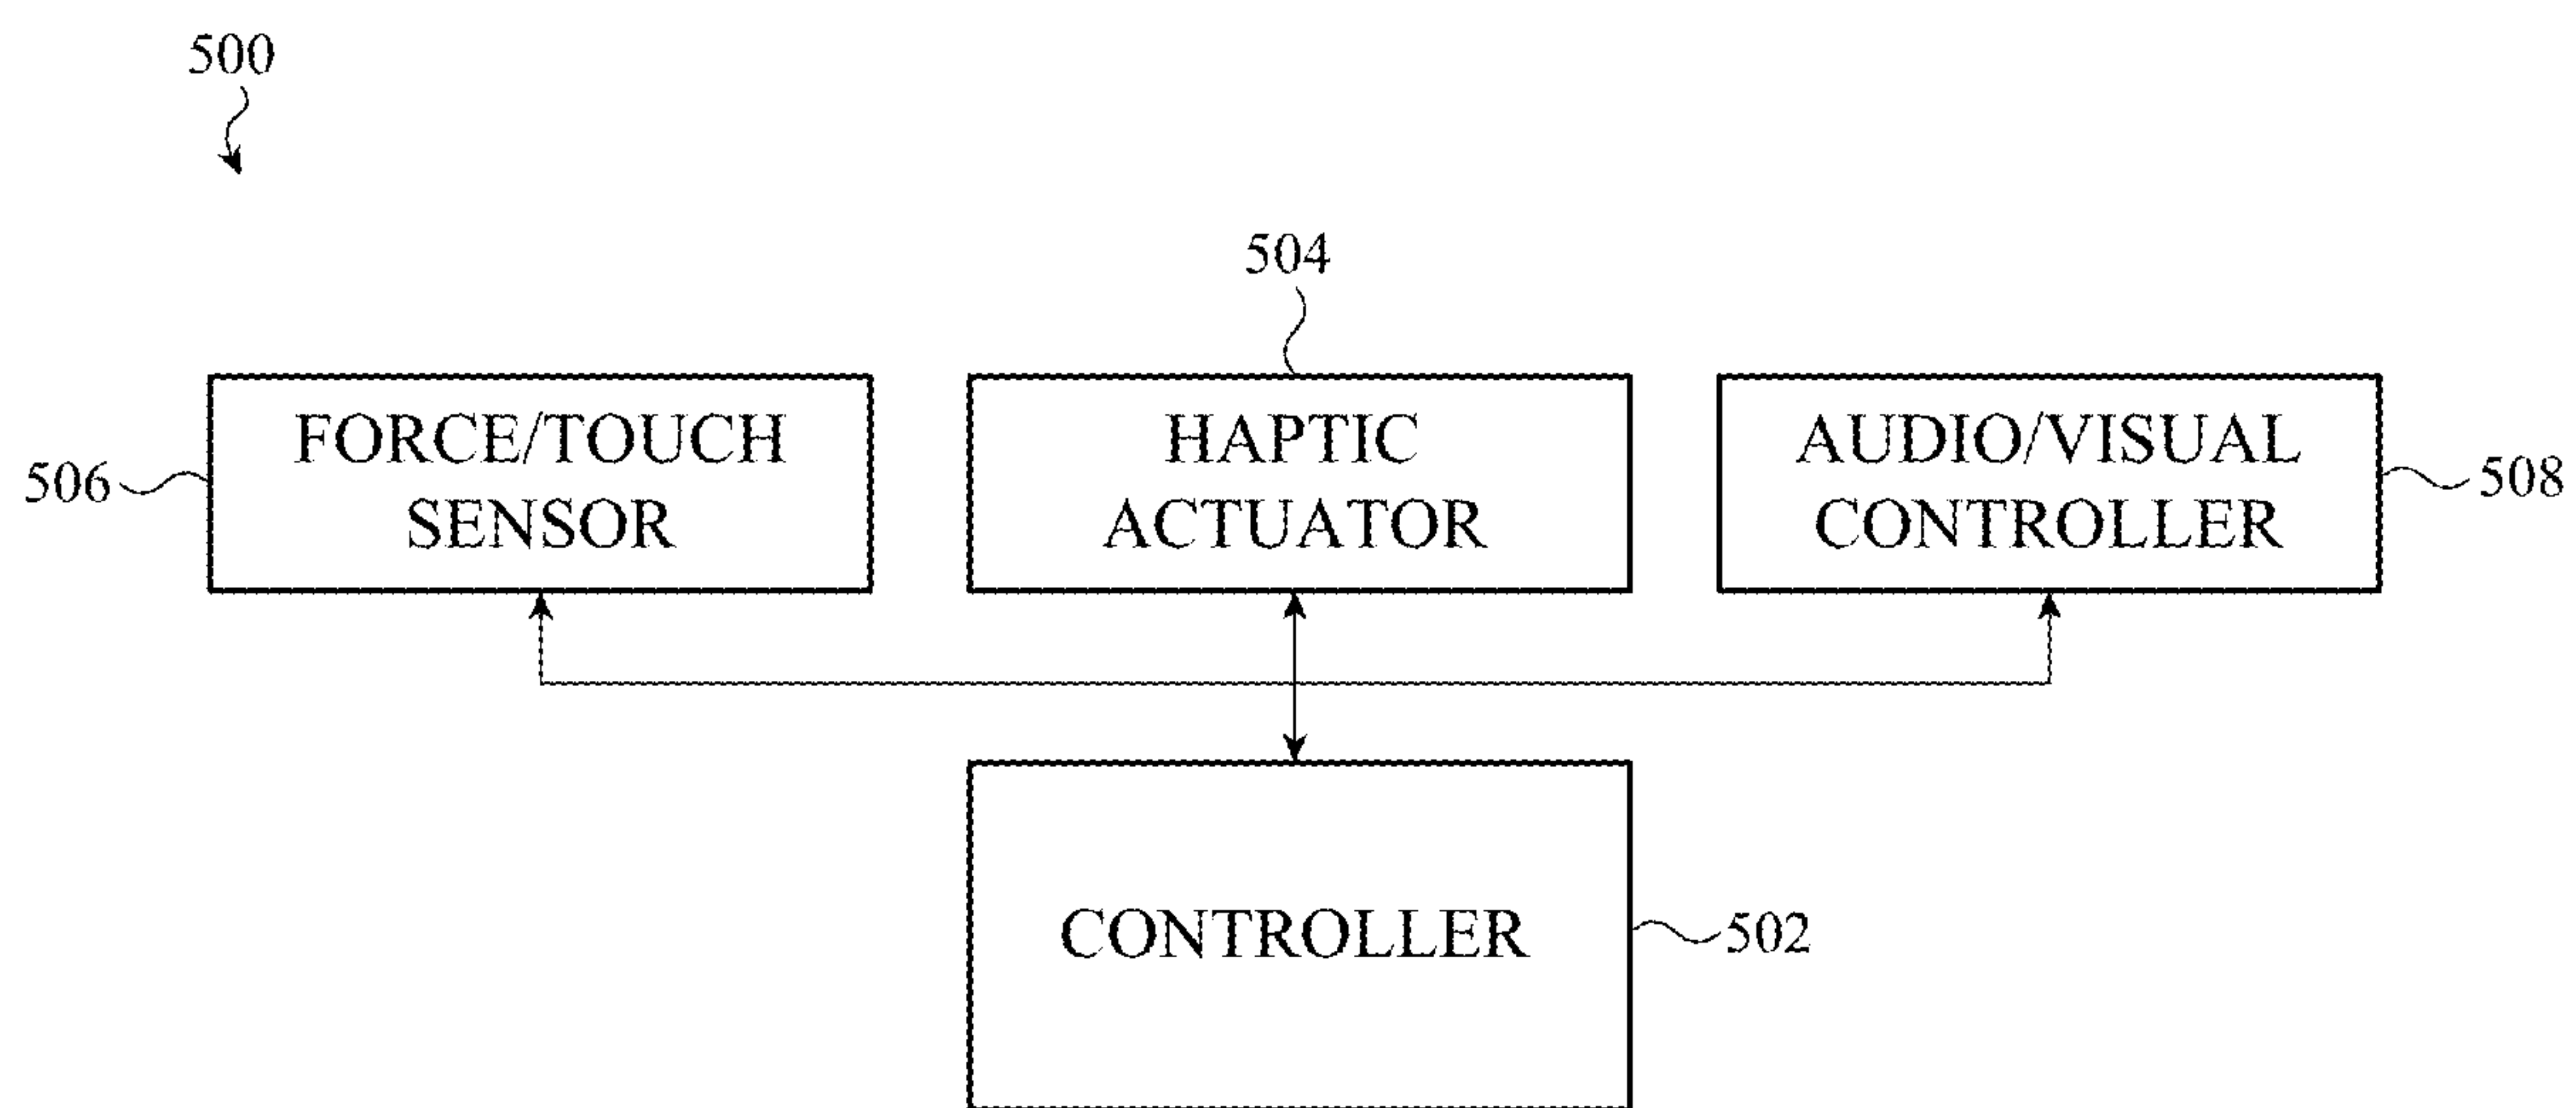 500
504
FORCE/TOUCH
SENSOR
506
HAPTIC
ACTUATOR
AUDIO/VISUAL
CONTROLLER
508
CONTROLLER
502